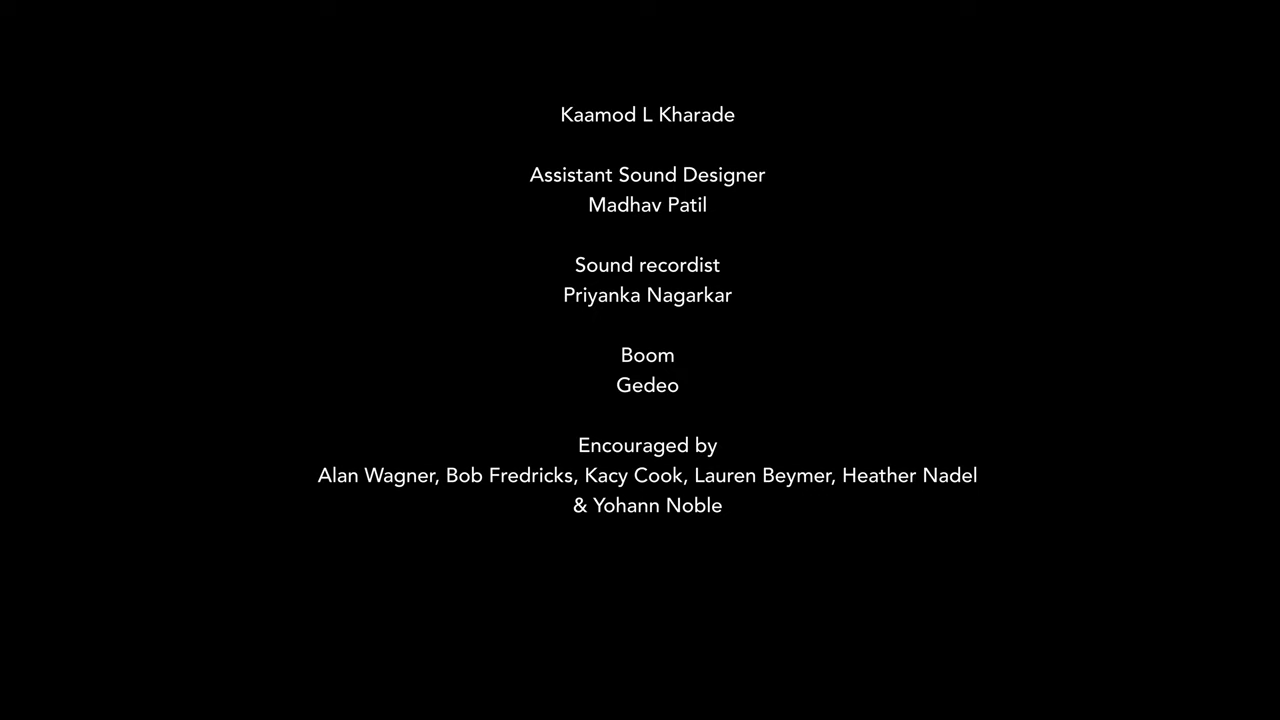 Kaamod L Kharade
Assistant Sound Designer
Madhav Patil
Sound recordist
Priyanka Nagarkar
Boom
Gedeo
Encouraged by
Alan Wagner, Bob Fredricks, Kacy Cook, Lauren Beymer, Heather Nadel
& Yohann Noble